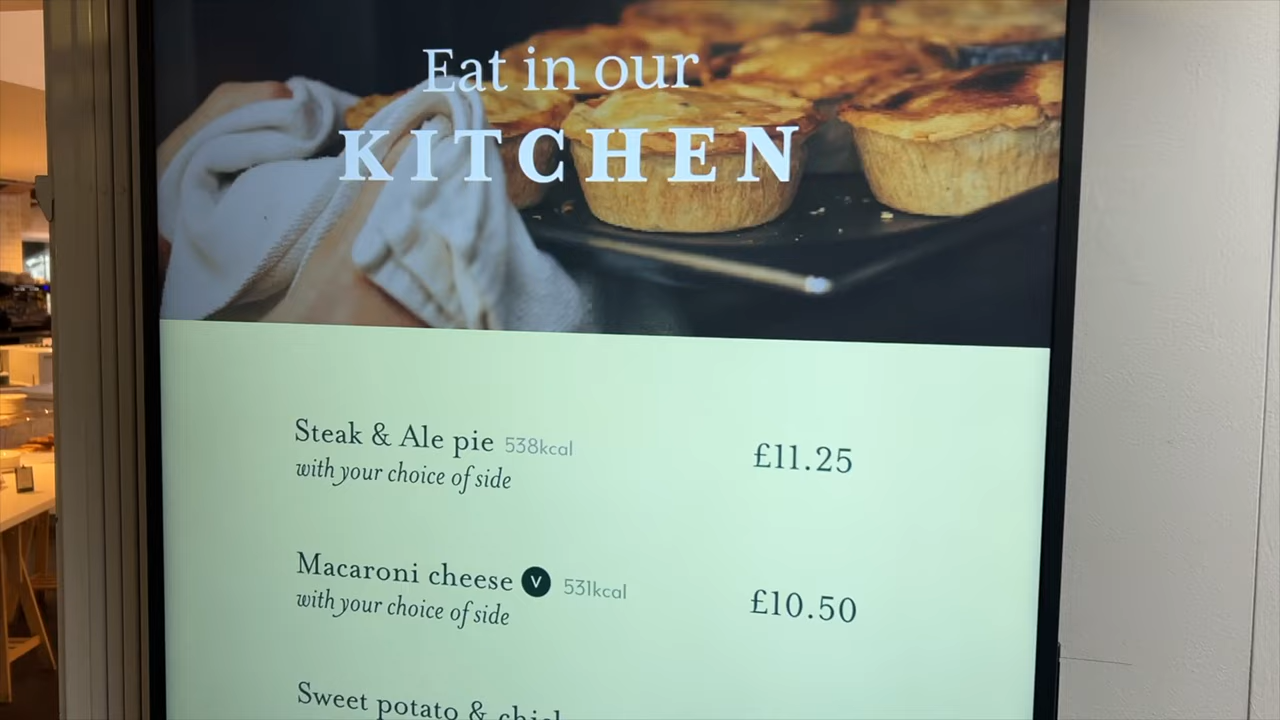 Eat in our
KITCHEN
Steak & Ale pie 538kcal
with your choice of side
£11.25
Macaroni cheese V 531kcal
with your choice of side
£10.50
Sweet potato &